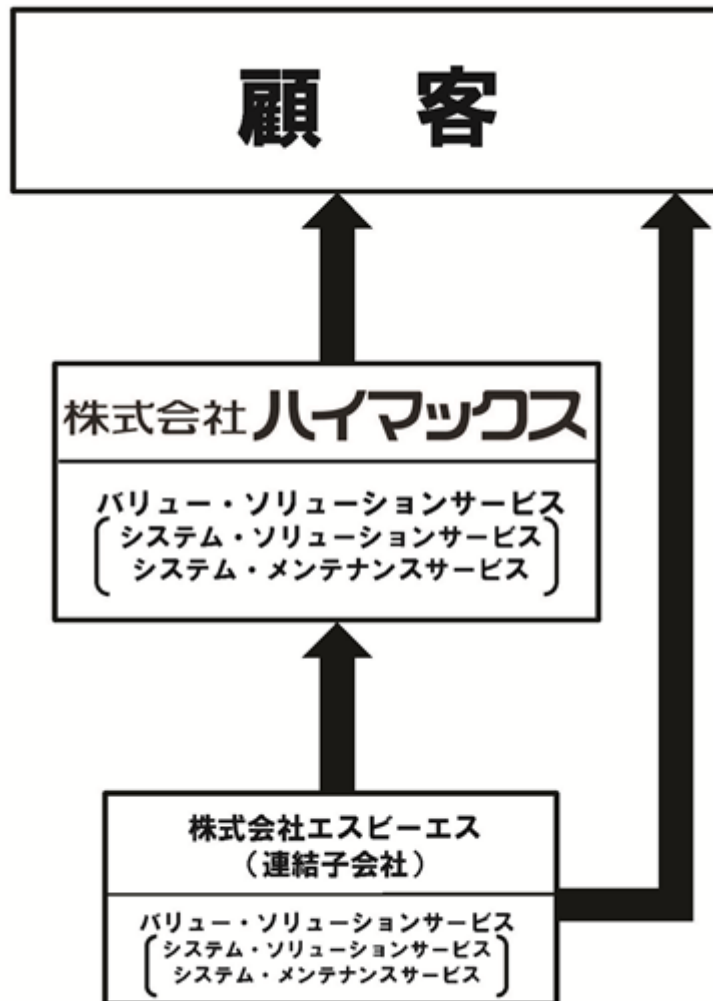 顧　客
株式会社ハイマックス
バリュー・ソリューションサービス
システム・ソリューションサービス
システム・メンテナンスサービス
株式会社エスビーエス
（連結子会社）
バリュー・ソリューションサービス
システム・ソリューションサービス
システム・メンテナンスサービス